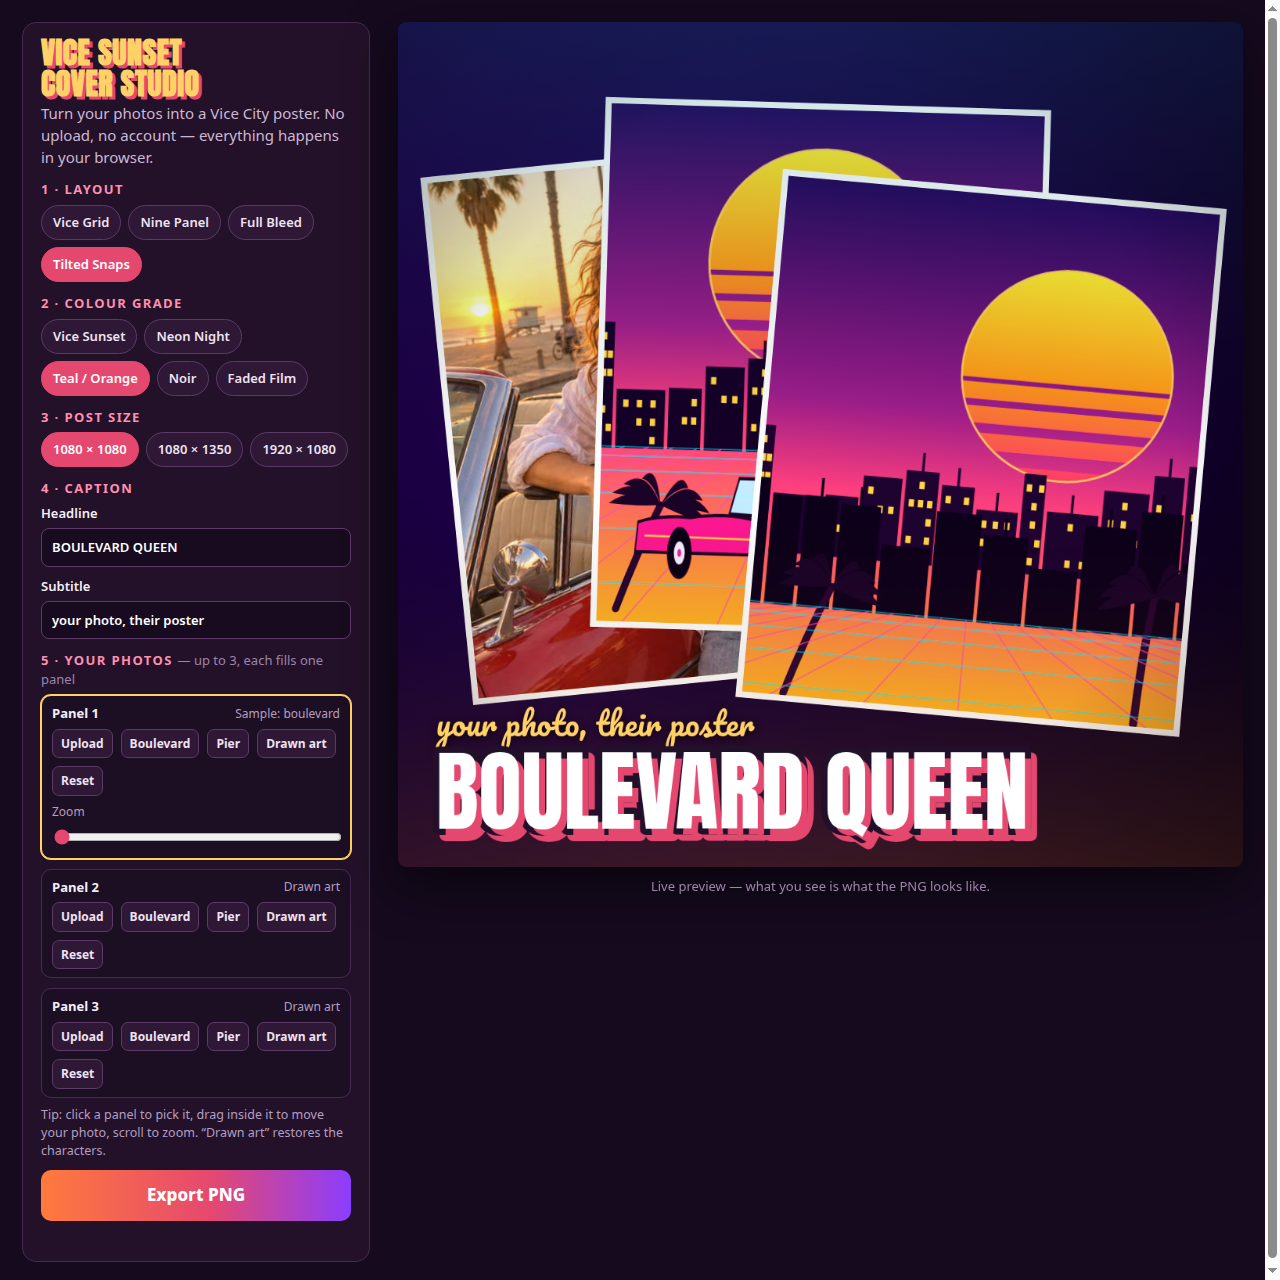 VICE SUNSET
COVER STUDIO
Turn your photos into a Vice City poster. No
upload, no account — everything happens
in your browser.
1 · LAYOUT
Vice Grid
Nine Panel
Full Bleed
Tilted Snaps
2 · COLOUR GRADE
Vice Sunset
Neon Night
Teal / Orange
Noir
Faded Film
3 · POST SIZE
1080 × 1080
1080 × 1350
1920 × 1080
4 · CAPTION
Headline
BOULEVARD QUEEN
Subtitle
your photo, their poster
5 · YOUR PHOTOS — up to 3, each fills one
panel
Panel 1
Sample: boulevard
Upload
Boulevard
Pier
Drawn art
Reset
Zoom
Panel 2
Drawn art
Upload
Boulevard
Pier
Drawn art
Reset
Panel 3
Drawn art
Upload
Boulevard
Pier
Drawn art
Reset
Tip: click a panel to pick it, drag inside it to move
your photo, scroll to zoom. “Drawn art” restores the
characters.
Export PNG
your photo, their poster
BOULEVARD QUEEN
Live preview — what you see is what the PNG looks like.